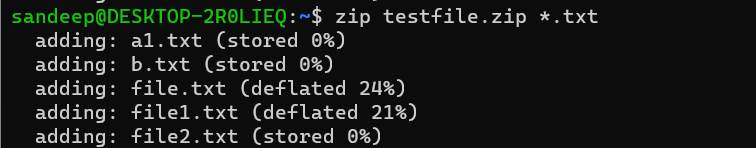 sandeep@DESKTOP-2R0LIEQ:~$ zip testfile.zip *.txt
  adding: a1.txt (stored 0%)
  adding: b.txt (stored 0%)
  adding: file.txt (deflated 24%)
  adding: file1.txt (deflated 21%)
  adding: file2.txt (stored 0%)